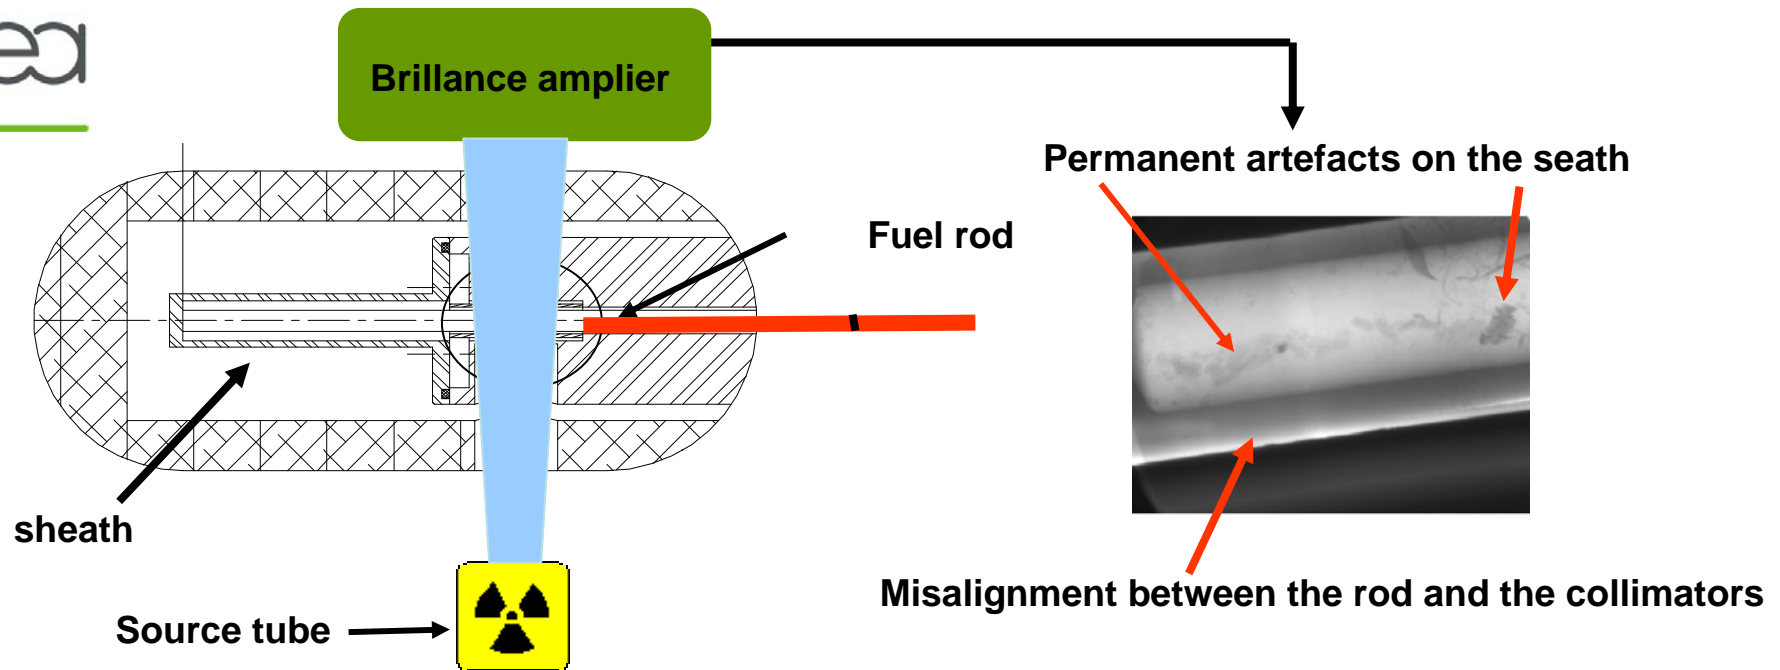 Brillance amplier
Permanent artefacts on the seath
Fuel rod
sheath
Source tube
Misalignment between the rod and the collimators